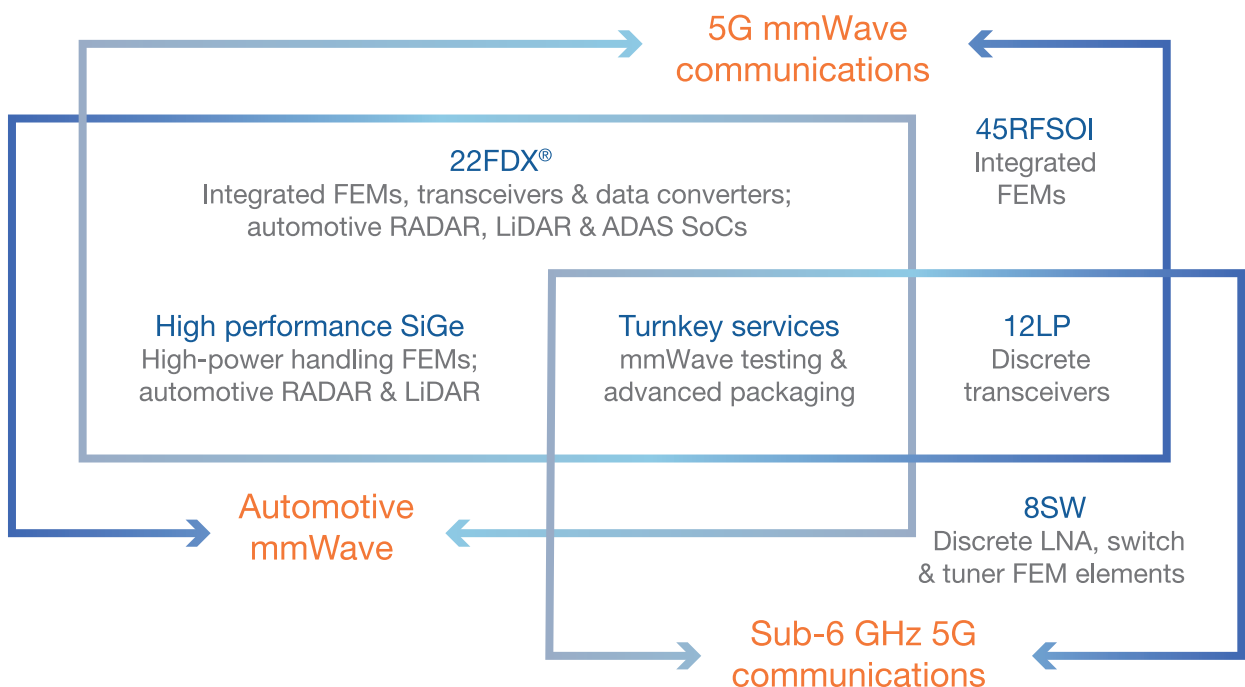 5G mmWave
communications
45RFSOI
Integrated
FEMs
22FDX®
Integrated FEMs, transceivers & data converters;
automotive RADAR, LiDAR & ADAS SoCs
High performance SiGe
High-power handling FEMs;
automotive RADAR & LiDAR
Turnkey services
mmWave testing &
advanced packaging
12LP
Discrete
transceivers
Automotive
mmWave
8SW
Discrete LNA, switch
& tuner FEM elements
Sub-6 GHz 5G
communications